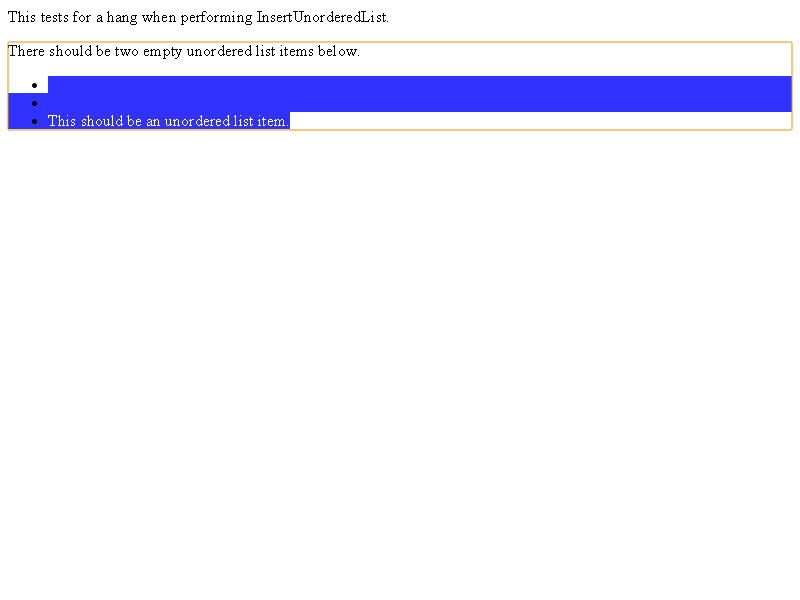 This tests for a hang when performing InsertUnorderedList.
There should be two empty unordered list items below.
This should be an unordered list item.